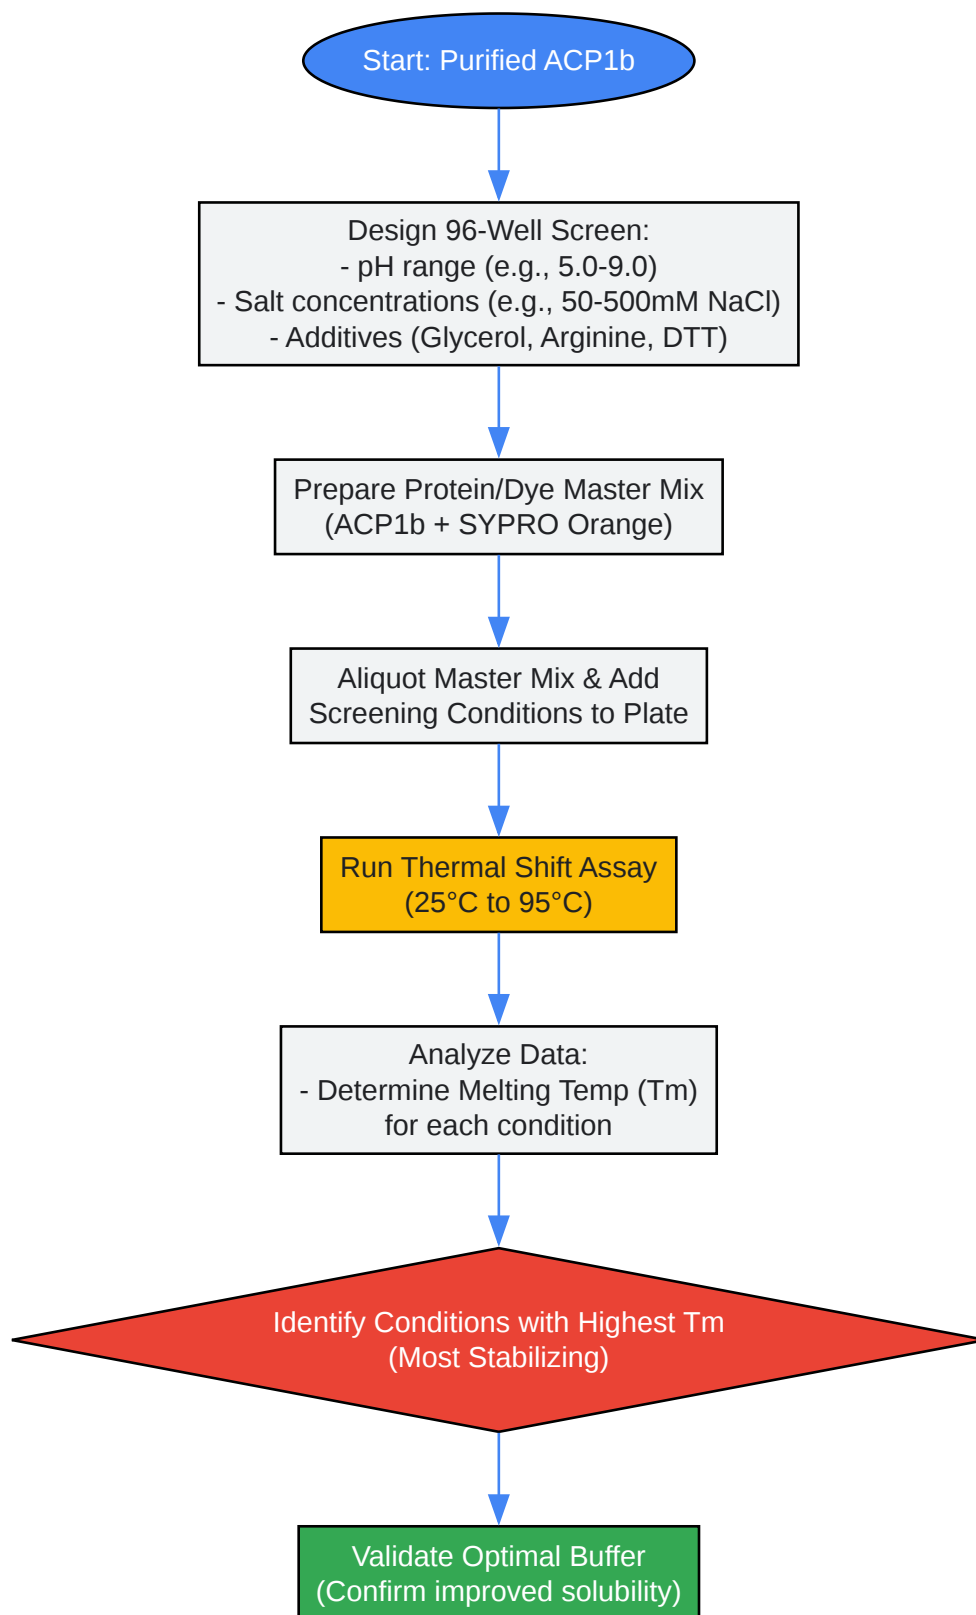 Start: Purified ACP1b
Design 96-Well Screen:
- pH range (e.g., 5.0-9.0)
- Salt concentrations (e.g., 50-500mM NaCl)
- Additives (Glycerol, Arginine, DTT)
Prepare Protein/Dye Master Mix
(ACP1b + SYPRO Orange)
Aliquot Master Mix & Add
Screening Conditions to Plate
Run Thermal Shift Assay
(25°C to 95°C)
Analyze Data:
- Determine Melting Temp (Tm)
for each condition
Identify Conditions with Highest Tm
(Most Stabilizing)
Validate Optimal Buffer
(Confirm improved solubility)